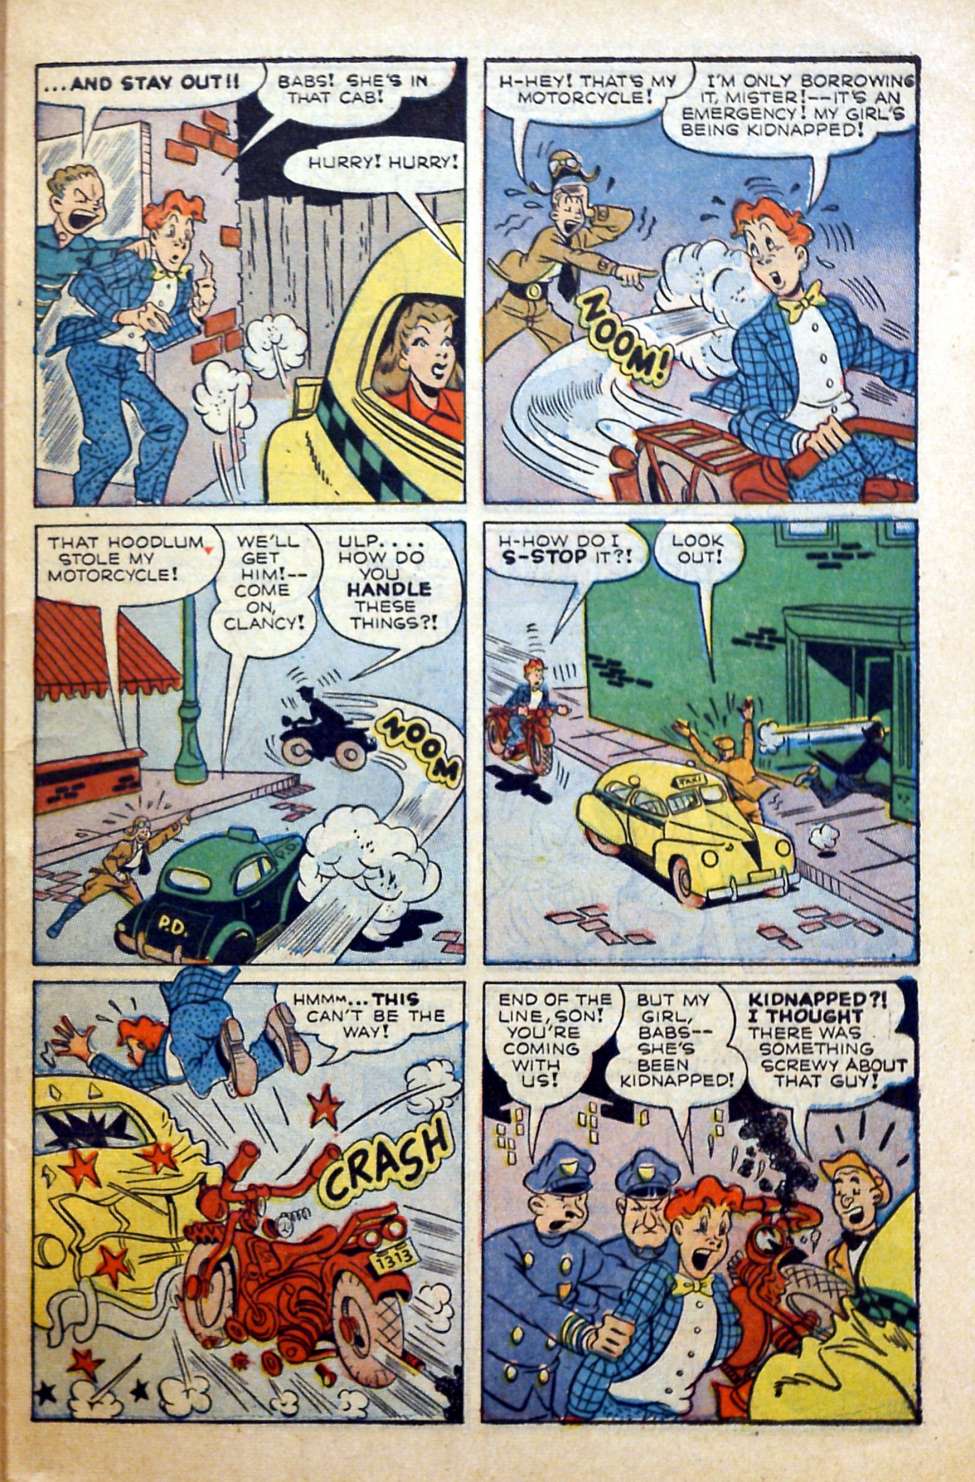 ...AND STAY OUT!!
BABS! SHE'S IN
THAT CAB!
HURRY! HURRY!
H-HEY! THAT'S MY
MOTORCYCLE!
I'M ONLY BORROWING
IT, MISTER!--IT'S AN
EMERGENCY! MY GIRL'S
BEING KIDNAPPED!
ZOOM!
THAT HOODLUM
STOLE MY
MOTORCYCLE!
WE'LL
GET
HIM!--
COME
ON,
CLANCY!
ULP....
HOW DO
YOU
HANDLE
THESE
THINGS?!
NOOM
P.D.
P.D.
H-HOW DO I
S-STOP IT?!
LOOK
OUT!
TAXI
HMMM...THIS
CAN'T BE THE
WAY!
CRASH
1313
END OF THE
LINE, SON!
YOU'RE
COMING
WITH
US!
BUT MY
GIRL,
BABS--
SHE'S
BEEN
KIDNAPPED!
KIDNAPPED?!
I THOUGHT
THERE WAS
SOMETHING
SCREWY ABOUT
THAT GUY!